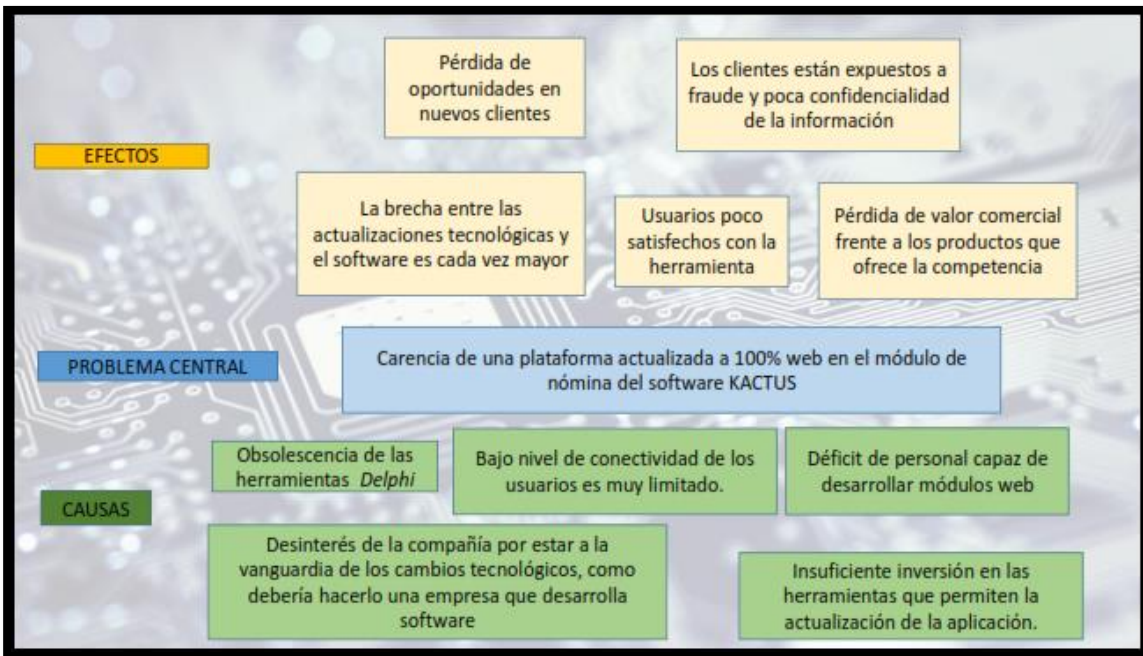 Pérdida de
oportunidades en
nuevos clientes
Los clientes están expuestos a
fraude y poca confidencialidad
de la información
EFECTOS
La brecha entre las
actualizaciones tecnológicas y
el software es cada vez mayor
Usuarios poco
satisfechos con la
herramienta
Pérdida de valor comercial
frente a los productos que
ofrece la competencia
PROBLEMA CENTRAL
Carencia de una plataforma actualizada a 100% web en el módulo de
nómina del software KACTUS
Obsolescencia de las
herramientas Delphi
Bajo nivel de conectividad de los
usuarios es muy limitado.
Déficit de personal capaz de
desarrollar módulos web
CAUSAS
Desinterés de la compañía por estar a la
vanguardia de los cambios tecnológicos, como
debería hacerlo una empresa que desarrolla
software
Insuficiente inversión en las
herramientas que permiten la
actualización de la aplicación.